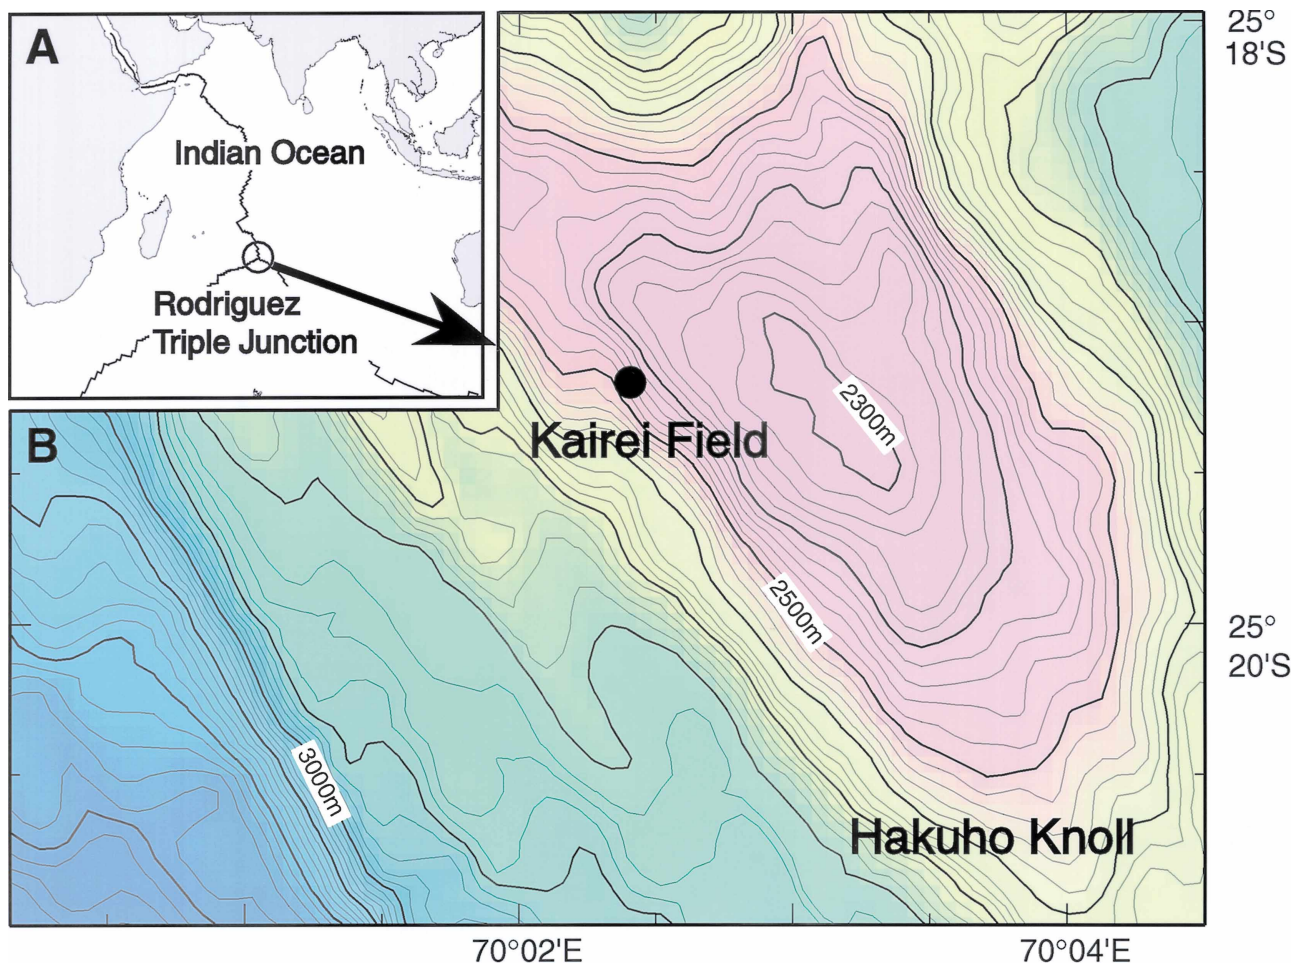 A
Indian Ocean
Rodriguez
Triple Junction
25°
18'S
2300m
Kairei Field
B
2500m
25°
20'S
3000m
Hakuho Knoll
70°02'E
70°04'E